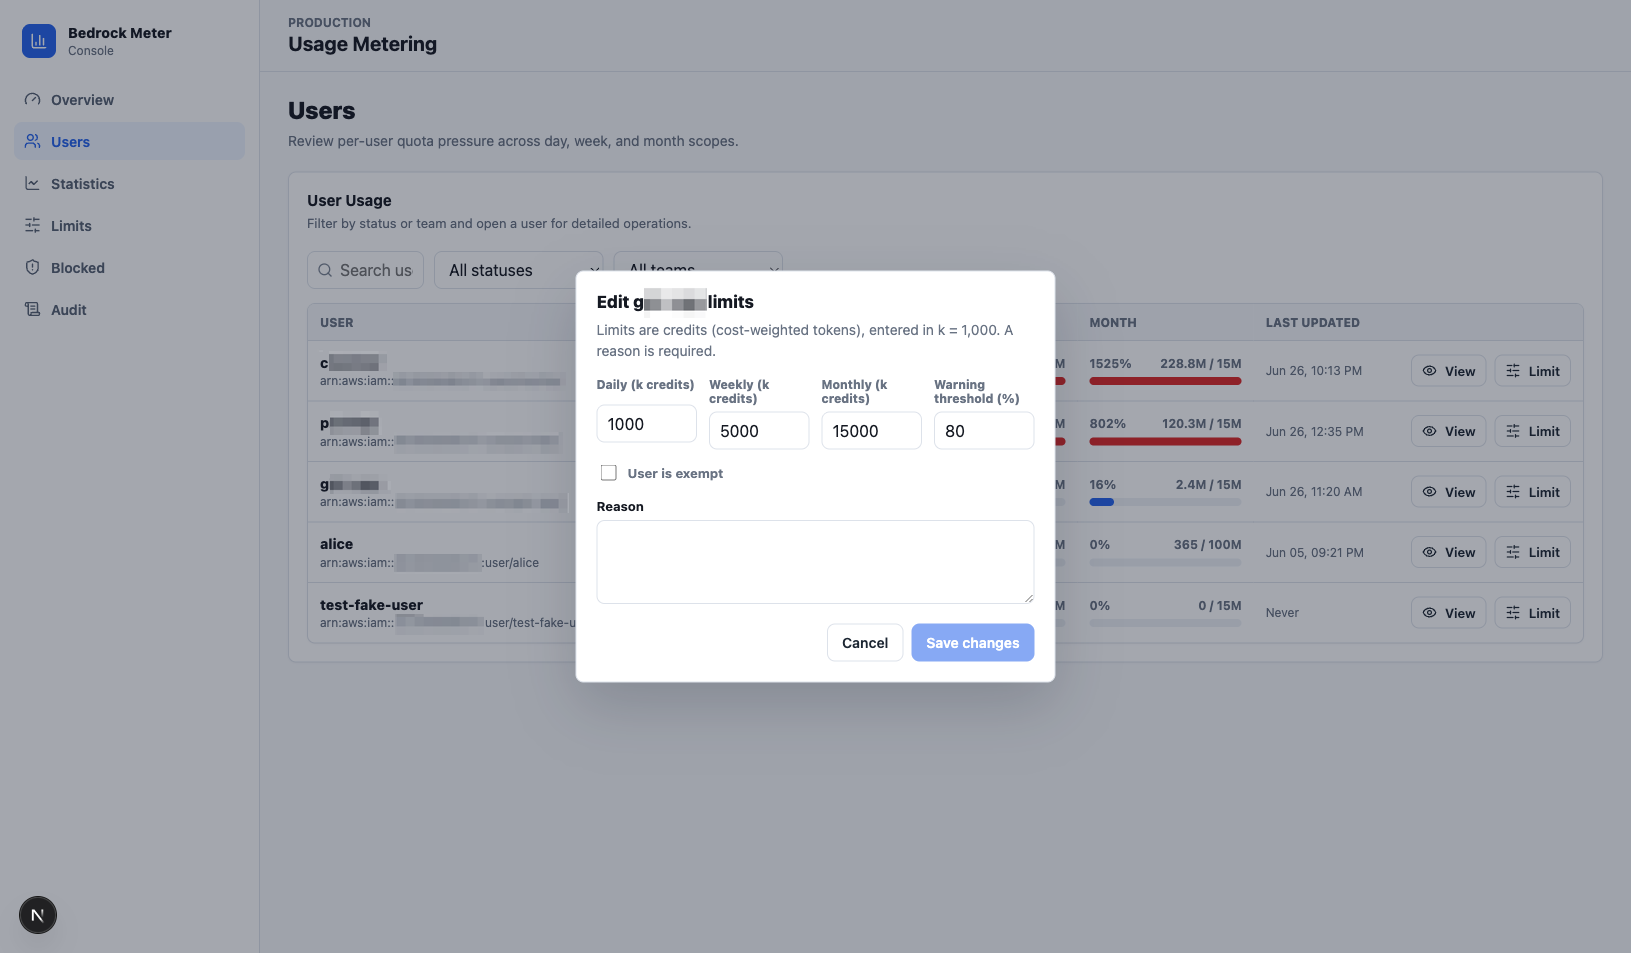 Bedrock Meter
Console
Overview
Users
Statistics
Limits
Blocked
Audit
PRODUCTION
Usage Metering
Users
Review per-user quota pressure across day, week, and month scopes.
User Usage
Filter by status or team and open a user for detailed operations.
Search us
All statuses
All teams
USER
MONTH
LAST UPDATED
c
arn:aws:iam::
M
1525%
228.8M / 15M
Jun 26, 10:13 PM
View
Limit
p
arn:aws:iam::
M
802%
120.3M / 15M
Jun 26, 12:35 PM
View
Limit
g
arn:aws:iam::
M
16%
2.4M / 15M
Jun 26, 11:20 AM
View
Limit
alice
arn:aws:iam:: :user/alice
M
0%
365 / 100M
Jun 05, 09:21 PM
View
Limit
test-fake-user
arn:aws:iam:: user/test-fake-u
M
0%
0 / 15M
Never
View
Limit
Edit g limits
Limits are credits (cost-weighted tokens), entered in k = 1,000. A
reason is required.
Daily (k credits)
1000
Weekly (k
credits)
5000
Monthly (k
credits)
15000
Warning
threshold (%)
80
User is exempt
Reason
Cancel
Save changes
N